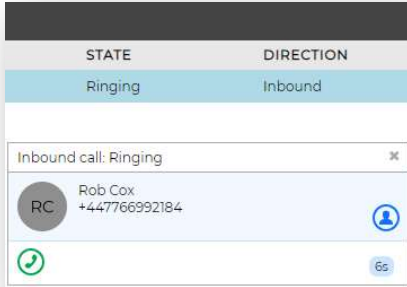 STATE DIRECTION
Ringing Inbound
Inbound call: Ringing
RC
Rob Cox
+447766992184
6s